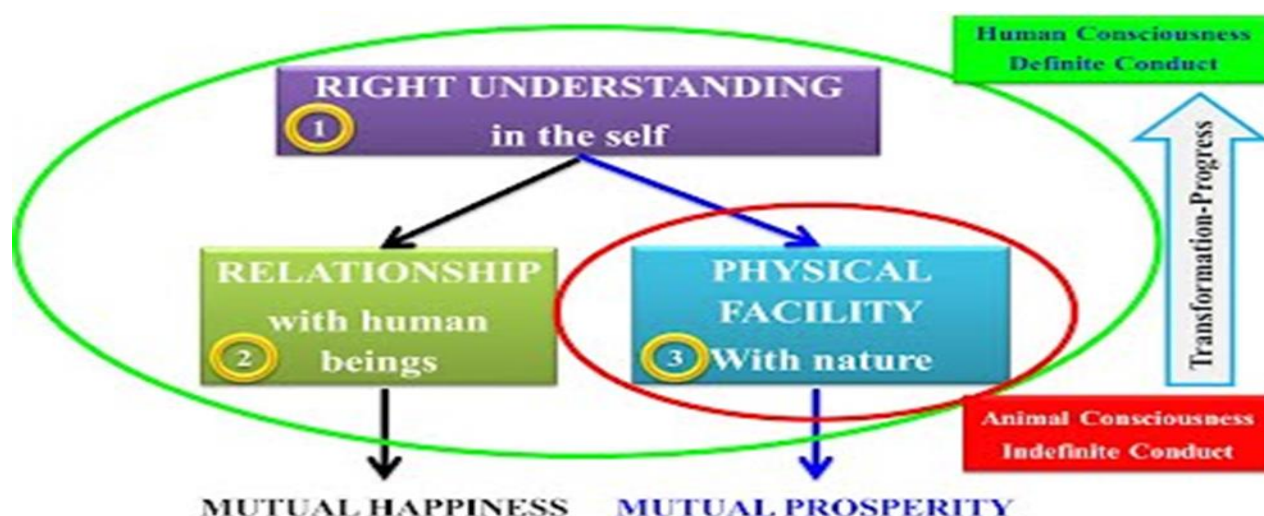 Human Consciousness
Definite Conduct
RIGHT UNDERSTANDING
1
in the self
Transformation-Progress
RELATIONSHIP
with human
2
beings
PHYSICAL
FACILITY
3
With nature
Animal Consciousness
Indefinite Conduct
MUTUAL HAPPINESS
MUTUAL PROSPERITY